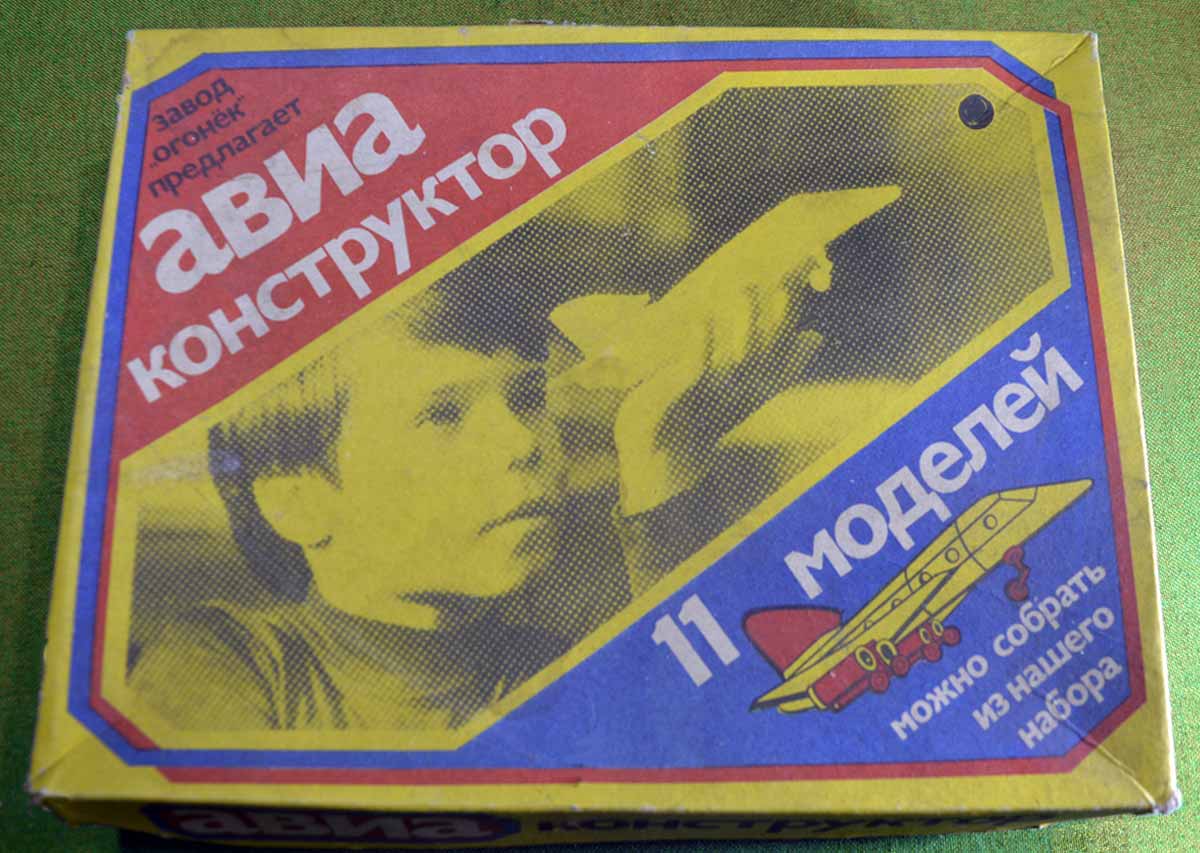 завод
„огонёк"
предлагает
авиа
конструктор
11 моделей
можно собрать
из нашего
набора
авиа конструктор